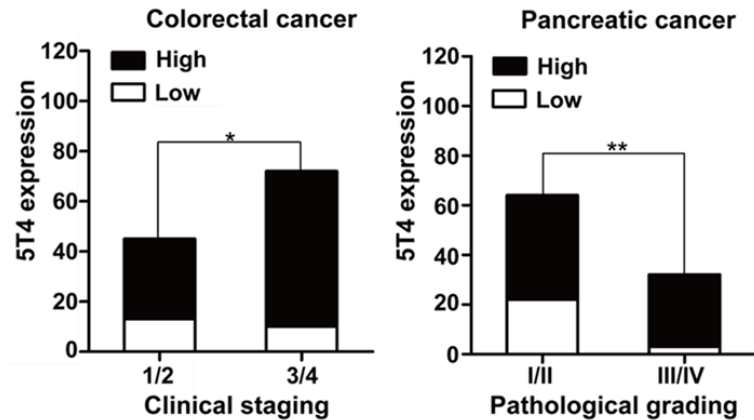 Colorectal cancer
5T4 expression
120
100
80
60
40
20
0
High
Low
*
1/2
3/4
Clinical staging
Pancreatic cancer
5T4 expression
120
100
80
60
40
20
0
High
Low
**
I/II
III/IV
Pathological grading